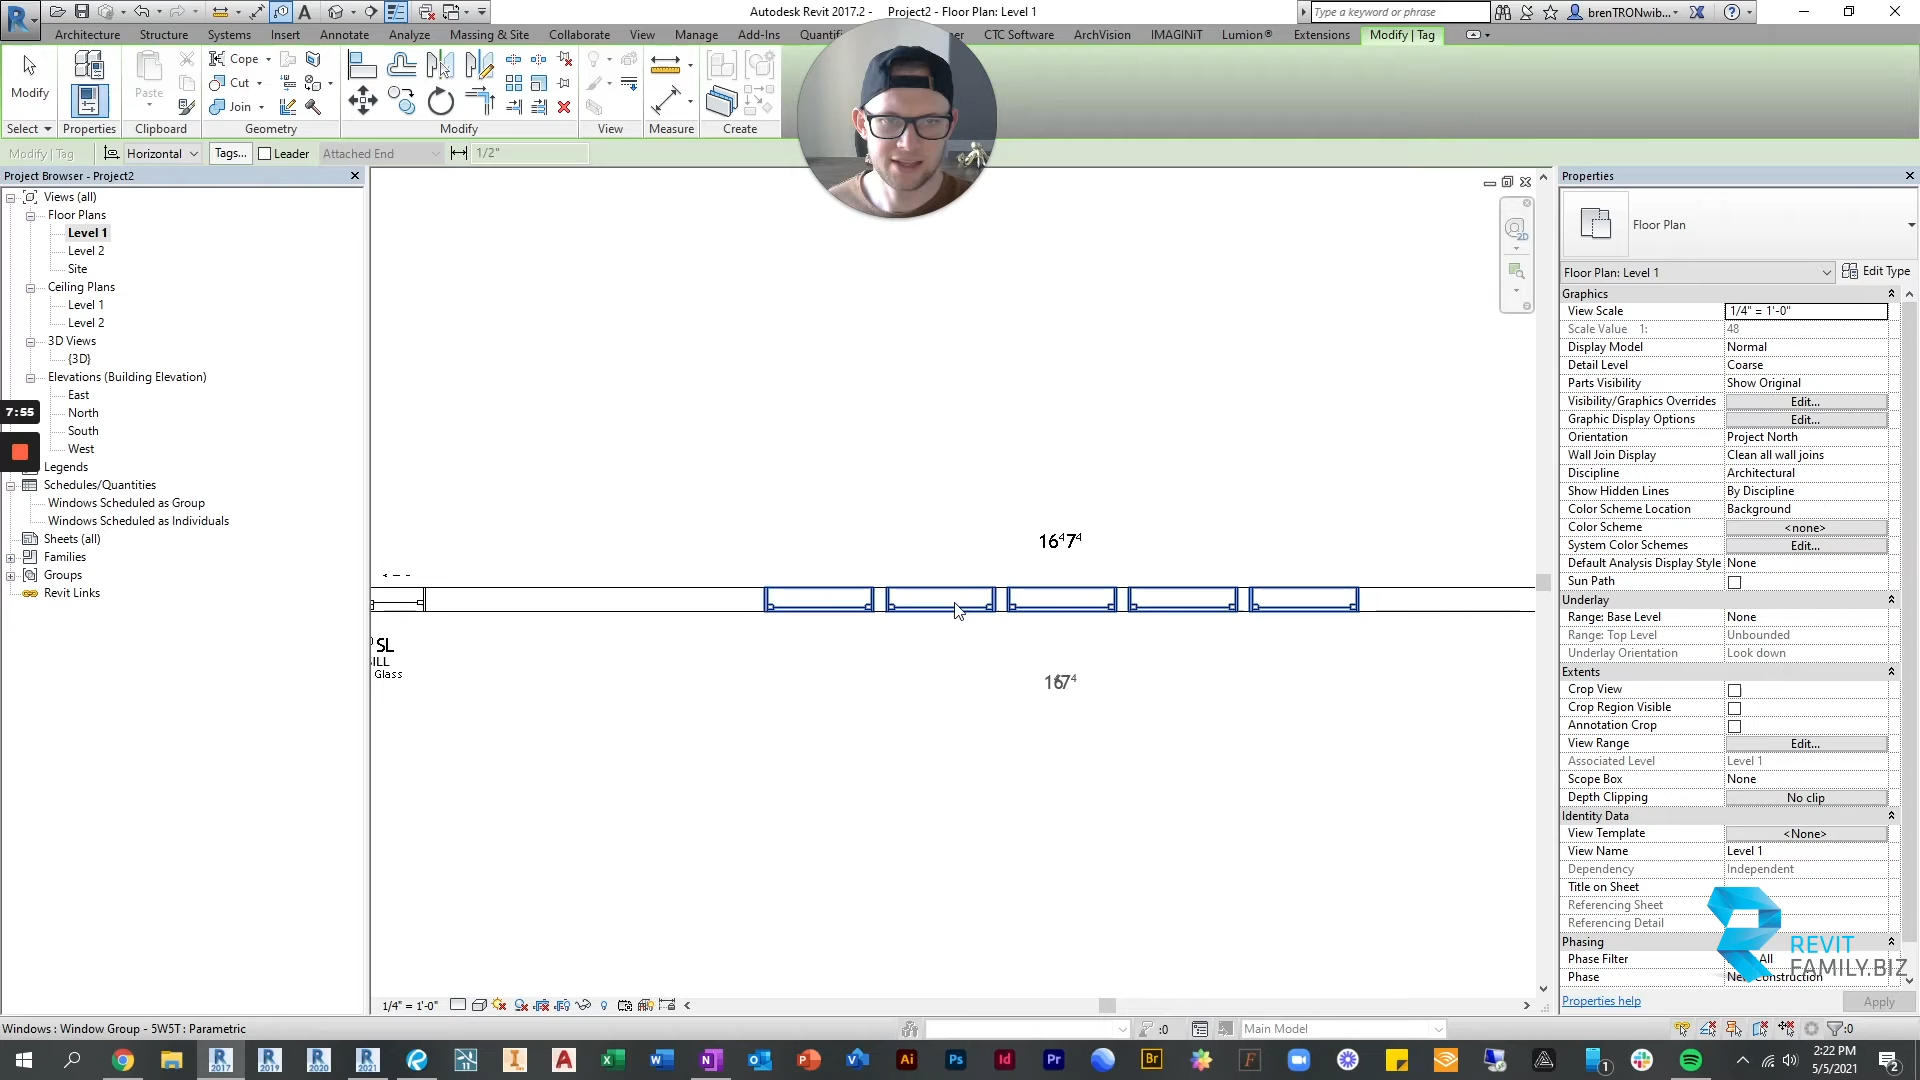 Autodesk Revit 2017.2 - Project2 - Floor Plan: Level 1
Type a keyword or phrase
brenTRONwib...
Architecture Structure Systems Insert Annotate Analyze Massing & Site Collaborate View Manage Add-Ins CTC Software ArchVision IMAGINiT Lumion® Extensions Modify | Tag
Modify
Paste
Cope
Cut
Join
Select Properties Clipboard Geometry Modify View Measure Create
Modify | Tag Horizontal Tags... Leader Attached End 1/2"
Project Browser - Project2
Views (all)
Floor Plans
Level 1
Level 2
Site
Ceiling Plans
Level 1
Level 2
3D Views
{3D}
Elevations (Building Elevation)
East
7:55
North
South
West
Legends
Schedules/Quantities
Windows Scheduled as Group
Windows Scheduled as Individuals
Sheets (all)
Families
Groups
Revit Links
2D
16⁴7⁴
SL
Glass
Properties
Floor Plan
Floor Plan: Level 1 Edit Type
Graphics
View Scale 1/4" = 1'-0"
Scale Value 1: 48
Display Model Normal
Detail Level Coarse
Parts Visibility Show Original
Visibility/Graphics Overrides Edit...
Graphic Display Options Edit...
Orientation Project North
Wall Join Display Clean all wall joins
Discipline Architectural
Show Hidden Lines By Discipline
Color Scheme Location Background
Color Scheme <none>
System Color Schemes Edit...
Default Analysis Display Style None
Sun Path
Underlay
Range: Base Level None
Range: Top Level Unbounded
Underlay Orientation Look down
Extents
Crop View
Crop Region Visible
Annotation Crop
View Range Edit...
Associated Level Level 1
Scope Box None
Depth Clipping No clip
Identity Data
View Template <None>
View Name Level 1
Dependency Independent
Title on Sheet
Referencing Sheet
Referencing Detail
Phasing
Phase Filter All
Phase New Construction
REVIT
FAMILY.BIZ
Properties help Apply
1/4" = 1'-0"
Windows : Window Group - 5W5T : Parametric
:0 Main Model :0
2:22 PM
5/5/2021